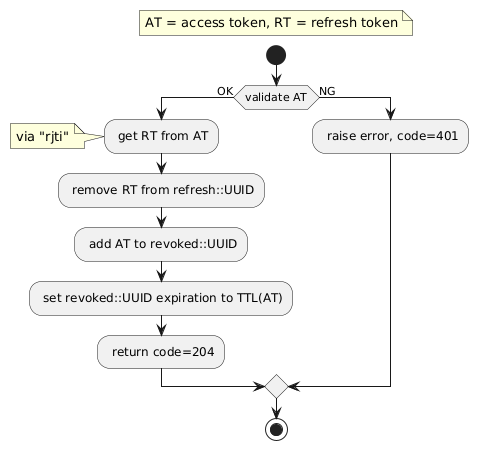 AT = access token, RT = refresh token
validate AT
OK
NG
via "rjti"
get RT from AT
raise error, code=401
remove RT from refresh::UUID
add AT to revoked::UUID
set revoked::UUID expiration to TTL(AT)
return code=204